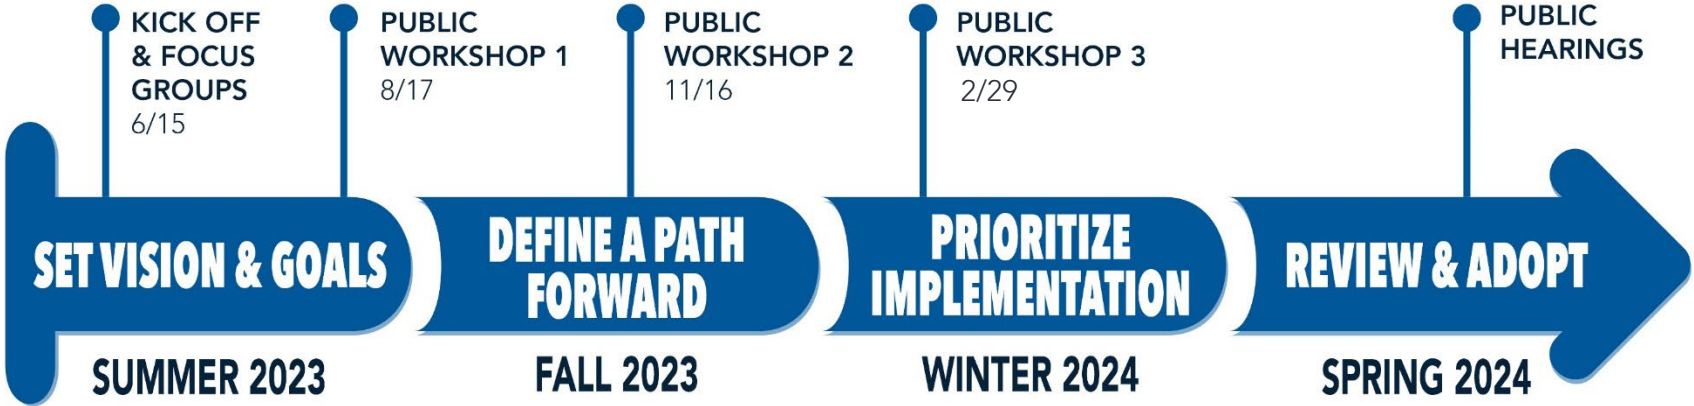 KICK OFF
& FOCUS
GROUPS
6/15
PUBLIC
WORKSHOP 1
8/17
PUBLIC
WORKSHOP 2
11/16
PUBLIC
WORKSHOP 3
2/29
PUBLIC
HEARINGS
SET VISION & GOALS
DEFINE A PATH
FORWARD
PRIORITIZE
IMPLEMENTATION
REVIEW & ADOPT
SUMMER 2023
FALL 2023
WINTER 2024
SPRING 2024